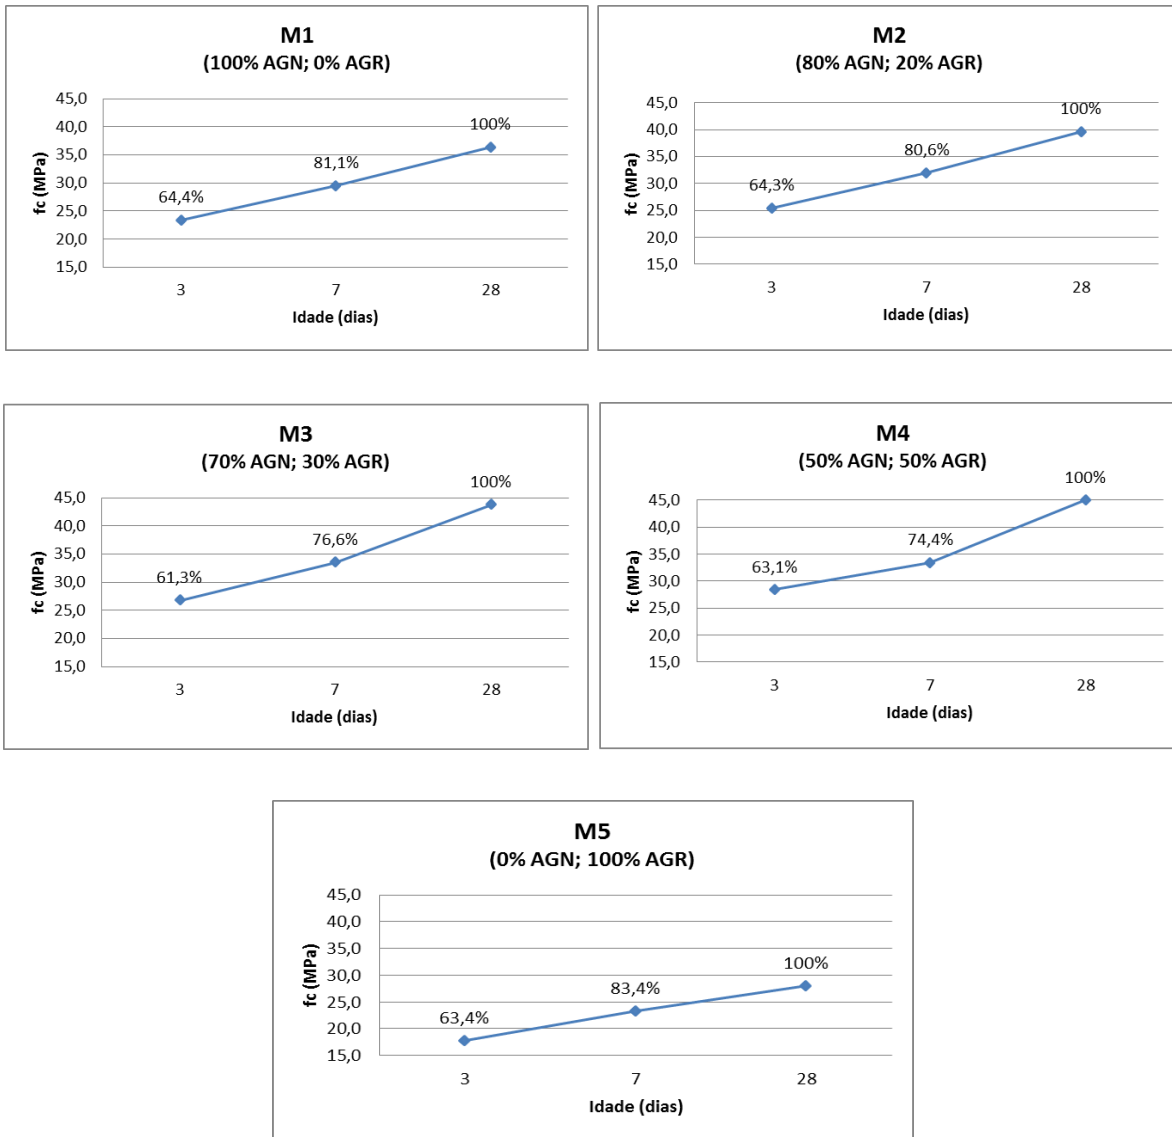 M1
(100% AGN; 0% AGR)
45,0
40,0
35,0
30,0
25,0
20,0
15,0
fc (MPa)
64,4%
81,1%
100%
3 7 28
Idade (dias)
M2
(80% AGN; 20% AGR)
45,0
40,0
35,0
30,0
25,0
20,0
15,0
fc (MPa)
64,3%
80,6%
100%
3 7 28
Idade (dias)
M3
(70% AGN; 30% AGR)
45,0
40,0
35,0
30,0
25,0
20,0
15,0
fc (MPa)
61,3%
76,6%
100%
3 7 28
Idade (dias)
M4
(50% AGN; 50% AGR)
45,0
40,0
35,0
30,0
25,0
20,0
15,0
fc (MPa)
63,1%
74,4%
100%
3 7 28
Idade (dias)
M5
(0% AGN; 100% AGR)
45,0
40,0
35,0
30,0
25,0
20,0
15,0
fc (MPa)
63,4%
83,4%
100%
3 7 28
Idade (dias)